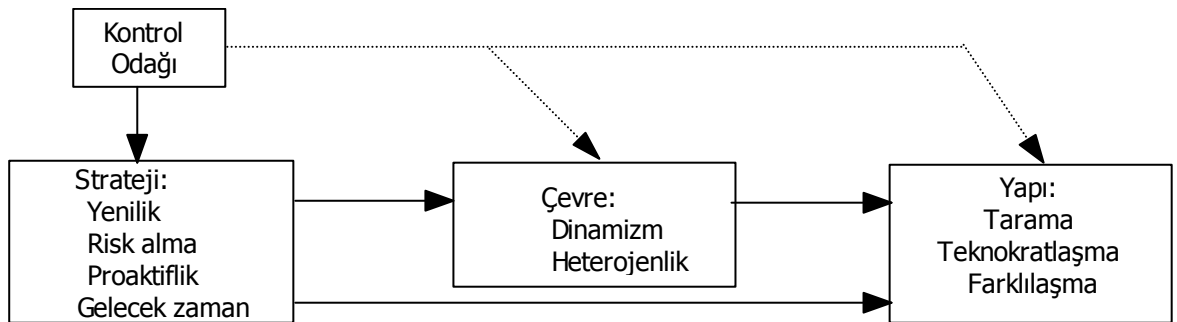 Kontrol
Odağı
Strateji:
Yenilik
Risk alma
Proaktiflik
Gelecek zaman
Çevre:
Dinamizm
Heterojenlik
Yapı:
Tarama
Teknokratlaşma
Farklılaşma